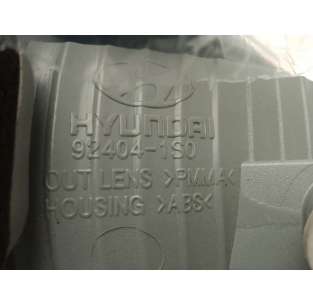 HYUNDAI
92404-1S0
OUT LENS >PMMA<
HOUSING >ABS<